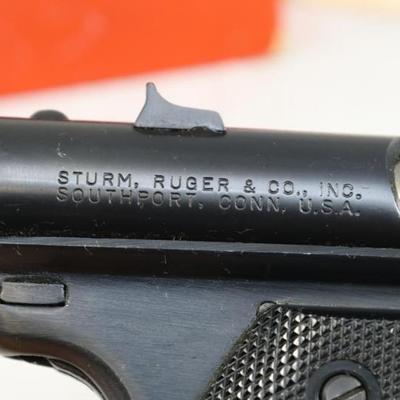 STURM, RUGER & CO., INC.
SOUTHPORT, CONN. U.S.A.